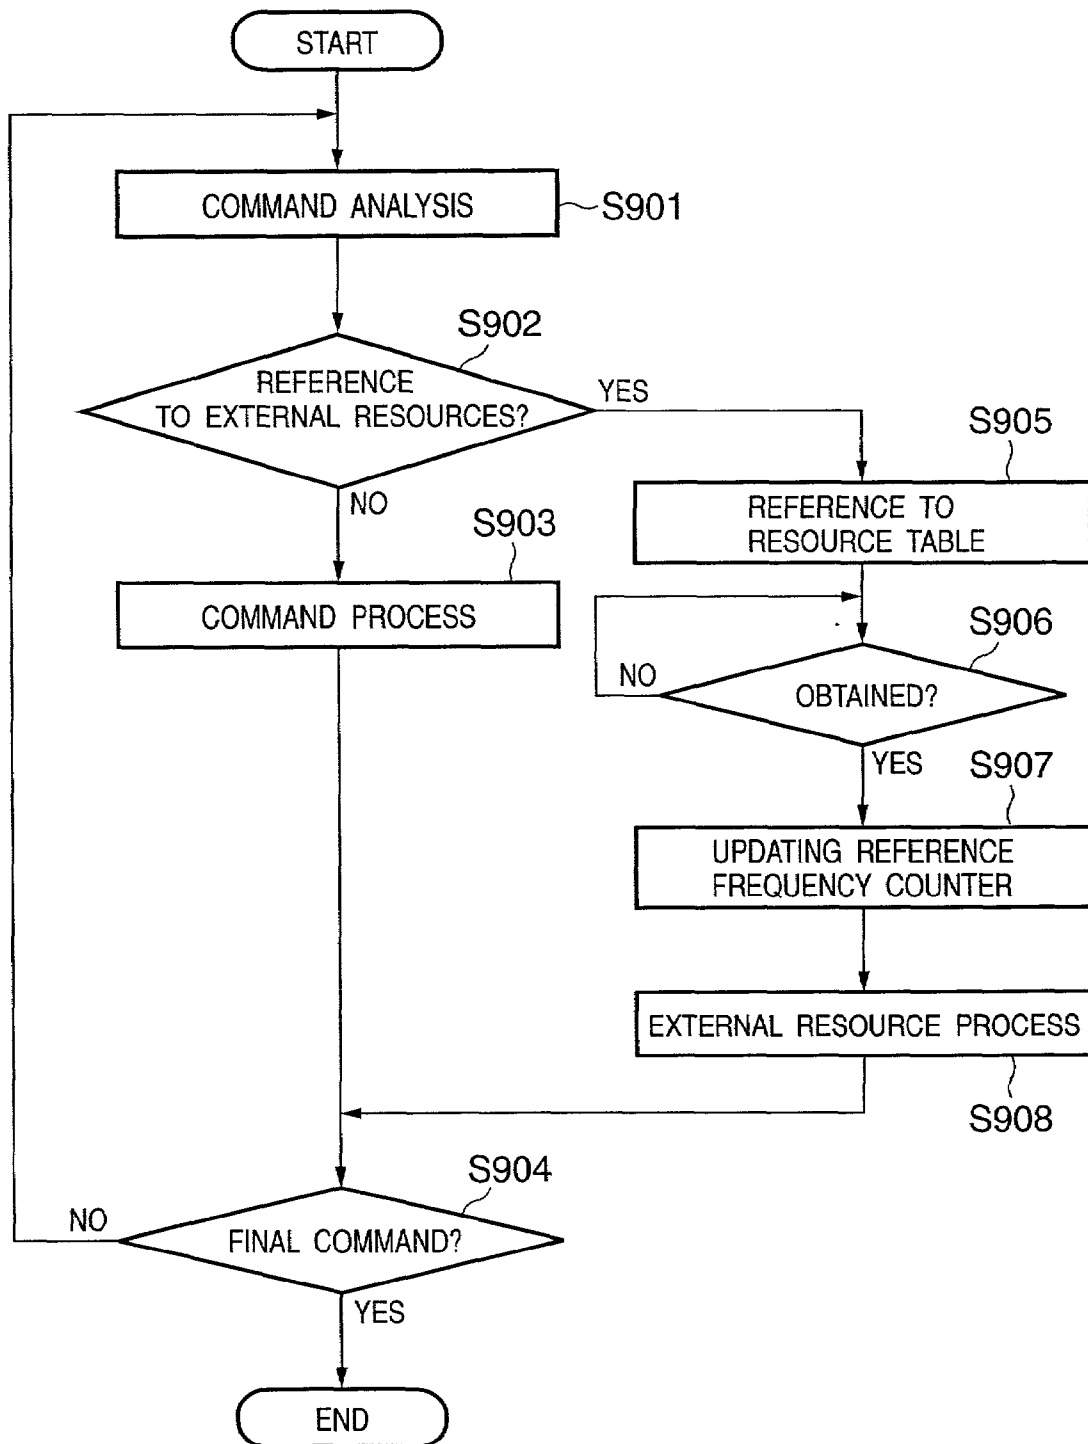 START
COMMAND ANALYSIS
S901
S902
REFERENCE
TO EXTERNAL RESOURCES?
YES
NO
S903
COMMAND PROCESS
S905
REFERENCE TO
RESOURCE TABLE
S906
NO
OBTAINED?
YES
S907
UPDATING REFERENCE
FREQUENCY COUNTER
EXTERNAL RESOURCE PROCESS
S908
S904
NO
FINAL COMMAND?
YES
END